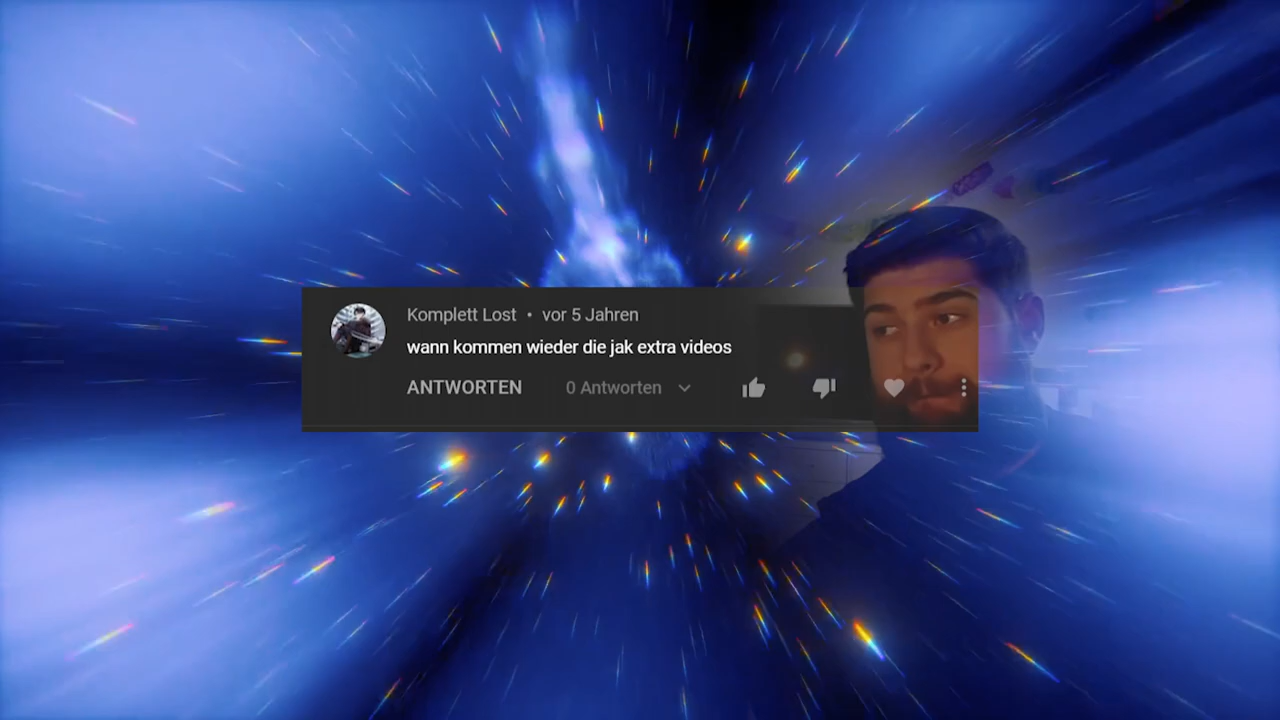 Komplett Lost • vor 5 Jahren
wann kommen wieder die jak extra videos
ANTWORTEN 0 Antworten